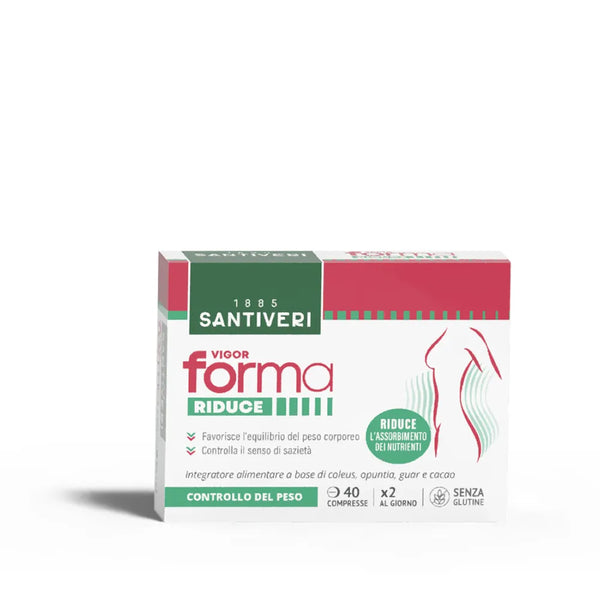 SANTIVERI
forma
1885
SANTIVERI
VIGOR
forma
RIDUCE
Favorisce l'equilibrio del peso corporeo
Controlla il senso di sazietà
RIDUCE
L'ASSORBIMENTO
DEI NUTRIENTI
Integratore alimentare a base di coleus, opuntia, guar e cacao
CONTROLLO DEL PESO
40
COMPRESSE
x2
AL GIORNO
SENZA
GLUTINE